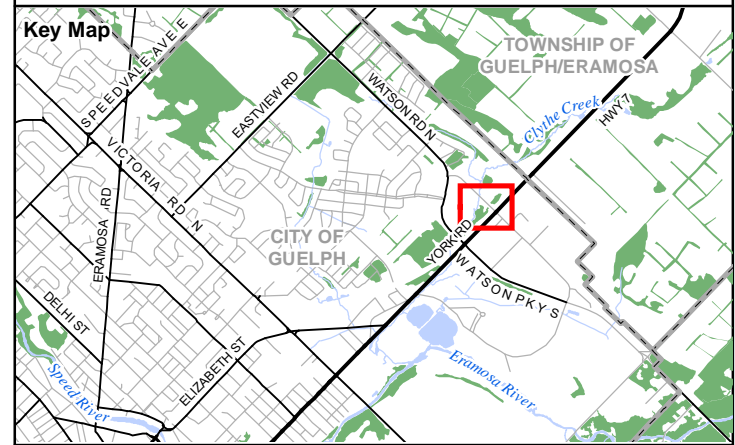 Key Map
TOWNSHIP OF
GUELPH/ERAMOSA
SPEEDVALE AVE E
EASTVIEW RD
WATSON RD N
Clythe Creek
HWY 7
VICTORIA RD N
ERAMOSA RD
CITY OF
GUELPH
YORK RD
WATSON PKY S
DELHI ST
ELIZABETH ST
Speed River
Eramosa River